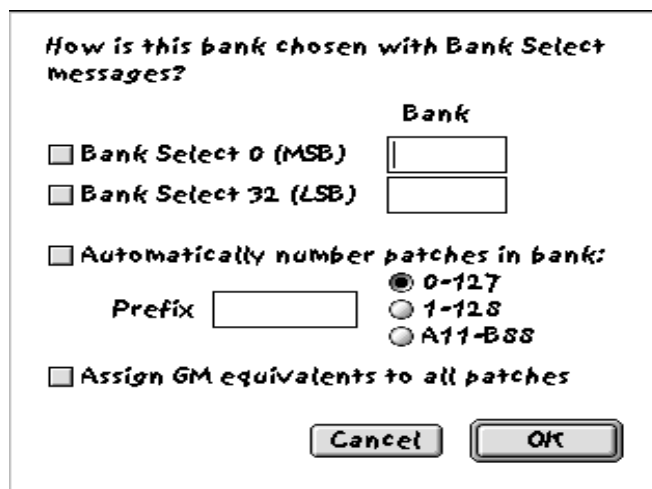 How is this bank chosen with Bank Select
messages?
Bank
Bank Select 0 (MSB)
Bank Select 32 (LSB)
Automatically number patches in bank:
0-127
Prefix
1-128
A11-B88
Assign GM equivalents to all patches
Cancel
OK